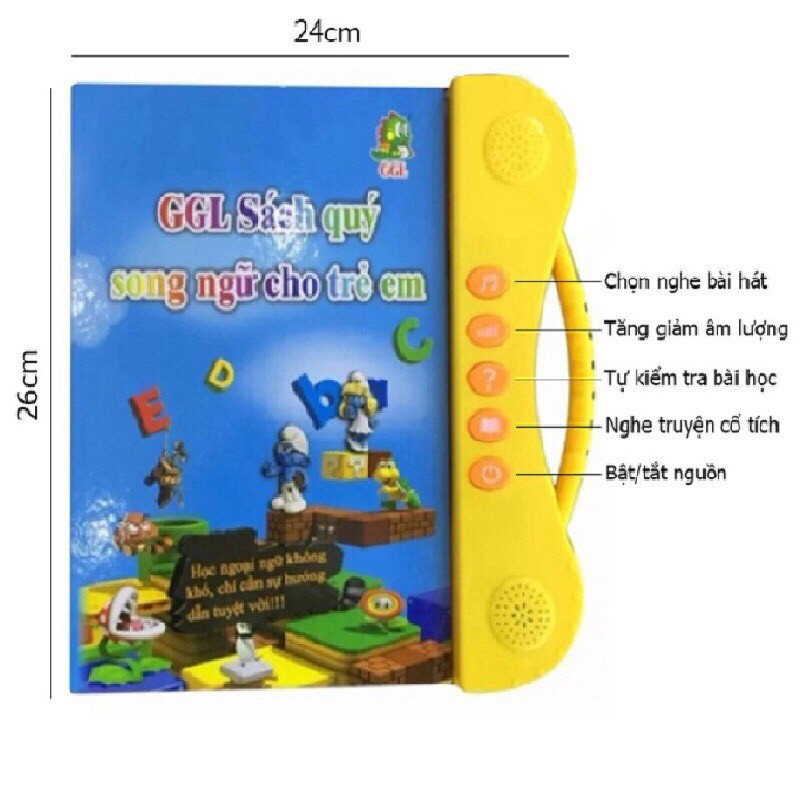 24cm
26cm
GGL
GGL Sách quý
song ngữ cho trẻ em
E
D
b
C
Học ngoại ngữ không
khó, chỉ cần sự hướng
dẫn tuyệt vời!!!
Chọn nghe bài hát
Tăng giảm âm lượng
Tự kiểm tra bài học
Nghe truyện cổ tích
Bật/tắt nguồn
?